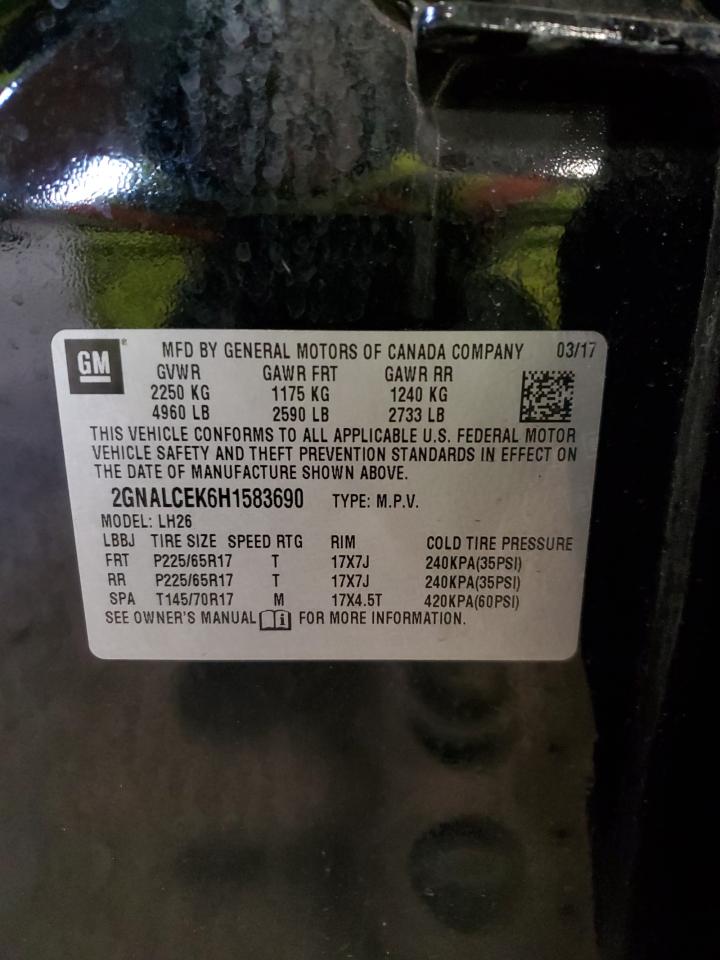 GM
MFD BY GENERAL MOTORS OF CANADA COMPANY 03/17
GVWR GAWR FRT GAWR RR
2250 KG 1175 KG 1240 KG
4960 LB 2590 LB 2733 LB
THIS VEHICLE CONFORMS TO ALL APPLICABLE U.S. FEDERAL MOTOR
VEHICLE SAFETY AND THEFT PREVENTION STANDARDS IN EFFECT ON
THE DATE OF MANUFACTURE SHOWN ABOVE.
2GNALCEK6H1583690 TYPE: M.P.V.
MODEL: LH26
LBBJ TIRE SIZE SPEED RTG RIM COLD TIRE PRESSURE
FRT P225/65R17 T 17X7J 240KPA(35PSI)
RR P225/65R17 T 17X7J 240KPA(35PSI)
SPA T145/70R17 M 17X4.5T 420KPA(60PSI)
SEE OWNER'S MANUAL i FOR MORE INFORMATION.